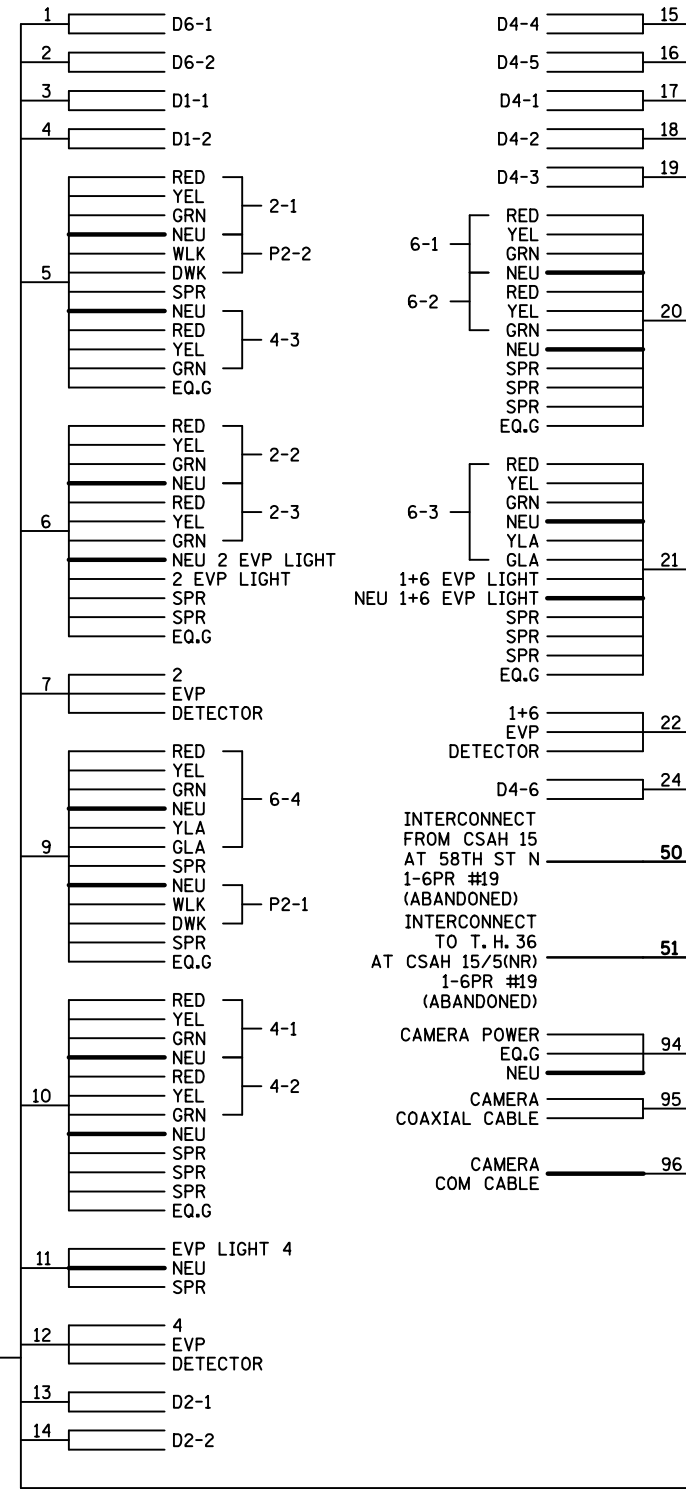 1 D6-1
2 D6-2
3 D1-1
4 D1-2
5
RED
YEL
GRN
NEU
WLK
DWK
SPR
NEU
RED
YEL
GRN
EQ.G
2-1
P2-2
4-3
6
RED
YEL
GRN
NEU
RED
YEL
GRN
NEU 2 EVP LIGHT
2 EVP LIGHT
SPR
SPR
EQ.G
2-2
2-3
7
2
EVP
DETECTOR
9
RED
YEL
GRN
NEU
YLA
GLA
SPR
NEU
WLK
DWK
SPR
EQ.G
6-4
P2-1
10
RED
YEL
GRN
NEU
RED
YEL
GRN
NEU
SPR
SPR
SPR
EQ.G
4-1
4-2
11
EVP LIGHT 4
NEU
SPR
12
4
EVP
DETECTOR
13 D2-1
14 D2-2
D4-4 15
D4-5 16
D4-1 17
D4-2 18
D4-3 19
6-1
6-2
RED
YEL
GRN
NEU
RED
YEL
GRN
NEU
SPR
SPR
SPR
EQ.G
20
6-3
RED
YEL
GRN
NEU
YLA
GLA
1+6 EVP LIGHT
NEU 1+6 EVP LIGHT
SPR
SPR
SPR
EQ.G
21
1+6
EVP
DETECTOR
22
D4-6 24
INTERCONNECT
FROM CSAH 15
AT 58TH ST N
1-6PR #19
(ABANDONED)
50
INTERCONNECT
TO T.H.36
AT CSAH 15/5(NR)
1-6PR #19
(ABANDONED)
51
CAMERA POWER
EQ.G
NEU
94
CAMERA
COAXIAL CABLE
95
CAMERA
COM CABLE
96